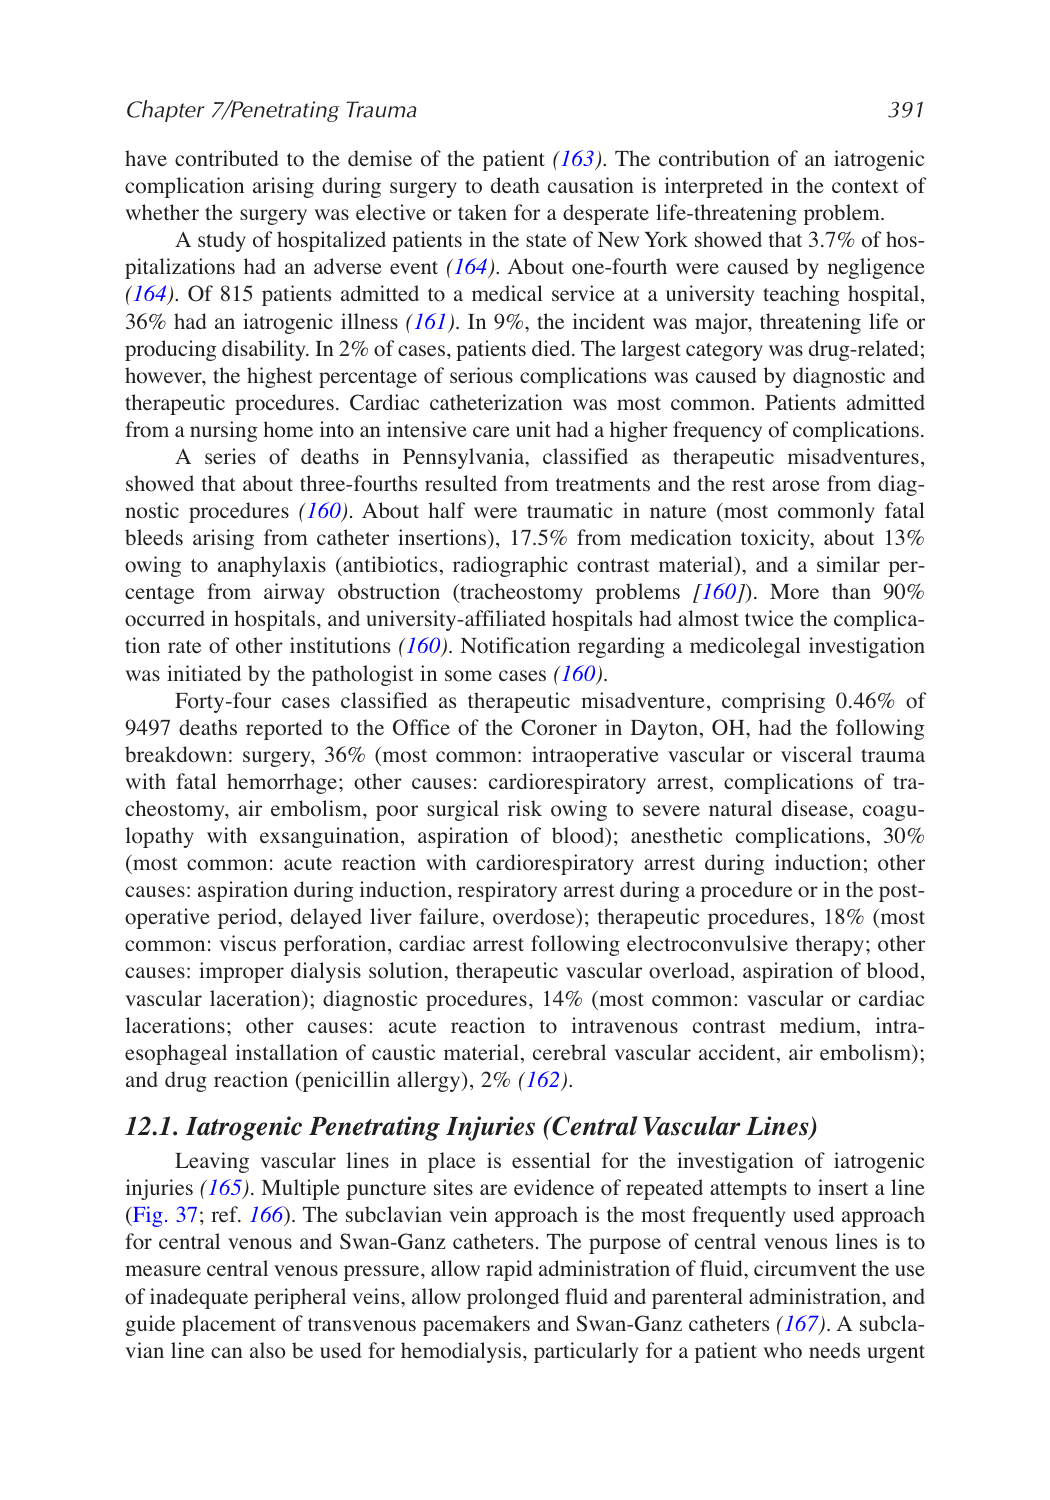 Chapter 7/Penetrating Trauma 391
have contributed to the demise of the patient (163). The contribution of an iatrogenic
complication arising during surgery to death causation is interpreted in the context of
whether the surgery was elective or taken for a desperate life-threatening problem.
A study of hospitalized patients in the state of New York showed that 3.7% of hos-
pitalizations had an adverse event (164). About one-fourth were caused by negligence
(164). Of 815 patients admitted to a medical service at a university teaching hospital,
36% had an iatrogenic illness (161). In 9%, the incident was major, threatening life or
producing disability. In 2% of cases, patients died. The largest category was drug-related;
however, the highest percentage of serious complications was caused by diagnostic and
therapeutic procedures. Cardiac catheterization was most common. Patients admitted
from a nursing home into an intensive care unit had a higher frequency of complications.
A series of deaths in Pennsylvania, classified as therapeutic misadventures,
showed that about three-fourths resulted from treatments and the rest arose from diag-
nostic procedures (160). About half were traumatic in nature (most commonly fatal
bleeds arising from catheter insertions), 17.5% from medication toxicity, about 13%
owing to anaphylaxis (antibiotics, radiographic contrast material), and a similar per-
centage from airway obstruction (tracheostomy problems [160]). More than 90%
occurred in hospitals, and university-affiliated hospitals had almost twice the complica-
tion rate of other institutions (160). Notification regarding a medicolegal investigation
was initiated by the pathologist in some cases (160).
Forty-four cases classified as therapeutic misadventure, comprising 0.46% of
9497 deaths reported to the Office of the Coroner in Dayton, OH, had the following
breakdown: surgery, 36% (most common: intraoperative vascular or visceral trauma
with fatal hemorrhage; other causes: cardiorespiratory arrest, complications of tra-
cheostomy, air embolism, poor surgical risk owing to severe natural disease, coagu-
lopathy with exsanguination, aspiration of blood); anesthetic complications, 30%
(most common: acute reaction with cardiorespiratory arrest during induction; other
causes: aspiration during induction, respiratory arrest during a procedure or in the post-
operative period, delayed liver failure, overdose); therapeutic procedures, 18% (most
common: viscus perforation, cardiac arrest following electroconvulsive therapy; other
causes: improper dialysis solution, therapeutic vascular overload, aspiration of blood,
vascular laceration); diagnostic procedures, 14% (most common: vascular or cardiac
lacerations; other causes: acute reaction to intravenous contrast medium, intra-
esophageal installation of caustic material, cerebral vascular accident, air embolism);
and drug reaction (penicillin allergy), 2% (162).
12.1. Iatrogenic Penetrating Injuries (Central Vascular Lines)
Leaving vascular lines in place is essential for the investigation of iatrogenic
injuries (165). Multiple puncture sites are evidence of repeated attempts to insert a line
(Fig. 37; ref. 166). The subclavian vein approach is the most frequently used approach
for central venous and Swan-Ganz catheters. The purpose of central venous lines is to
measure central venous pressure, allow rapid administration of fluid, circumvent the use
of inadequate peripheral veins, allow prolonged fluid and parenteral administration, and
guide placement of transvenous pacemakers and Swan-Ganz catheters (167). A subcla-
vian line can also be used for hemodialysis, particularly for a patient who needs urgent